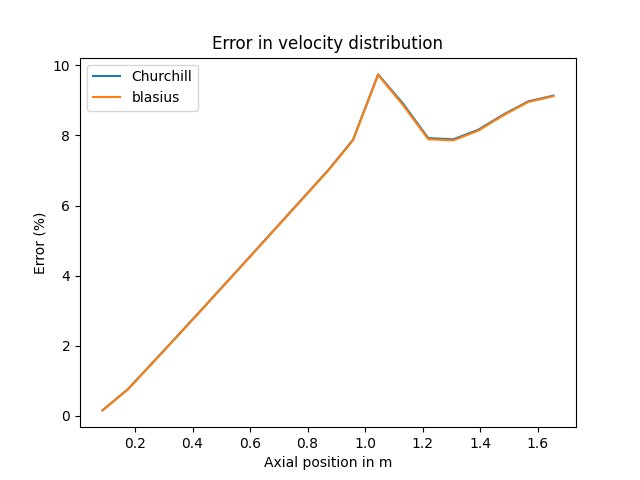 Error in velocity distribution
Churchill
blasius
Error (%)
10
8
6
4
2
0
0.2 0.4 0.6 0.8 1.0 1.2 1.4 1.6
Axial position in m